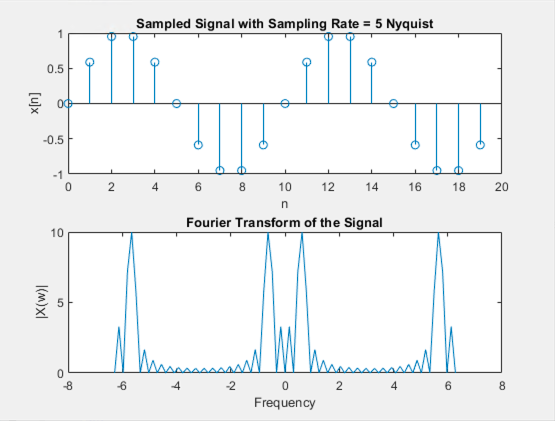 Sampled Signal with Sampling Rate = 5 Nyquist
1
0.5
0
-0.5
-1
x[n]
0 2 4 6 8 10 12 14 16 18 20
n
Fourier Transform of the Signal
10
5
0
|X(w)|
-8 -6 -4 -2 0 2 4 6 8
Frequency